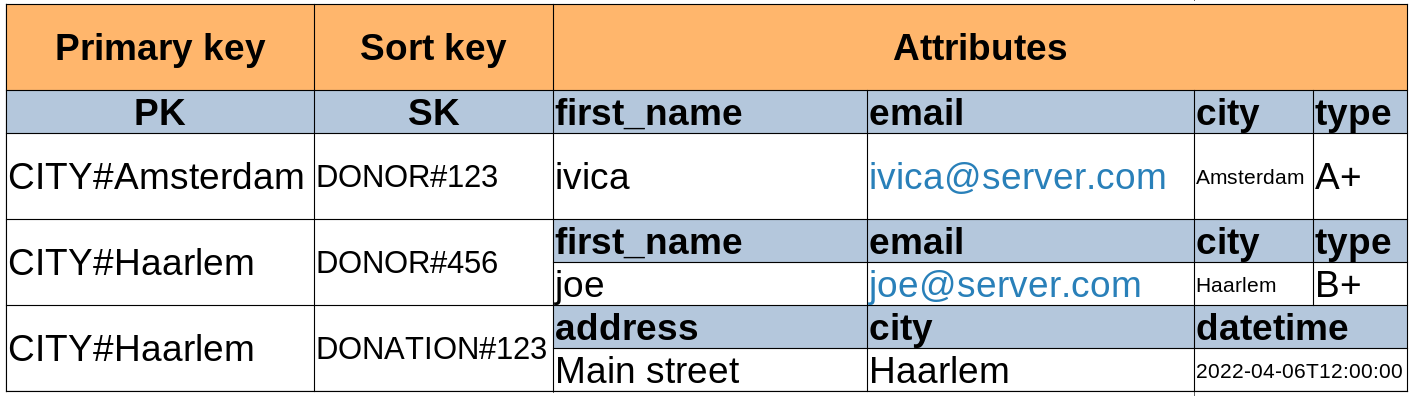 Primary key Sort key Attributes
PK SK first_name email city type
CITY#Amsterdam DONOR#123 ivica ivica@server.com Amsterdam A+
CITY#Haarlem DONOR#456 first_name email city type
joe joe@server.com Haarlem B+
CITY#Haarlem DONATION#123 address city datetime
Main street Haarlem 2022-04-06T12:00:00